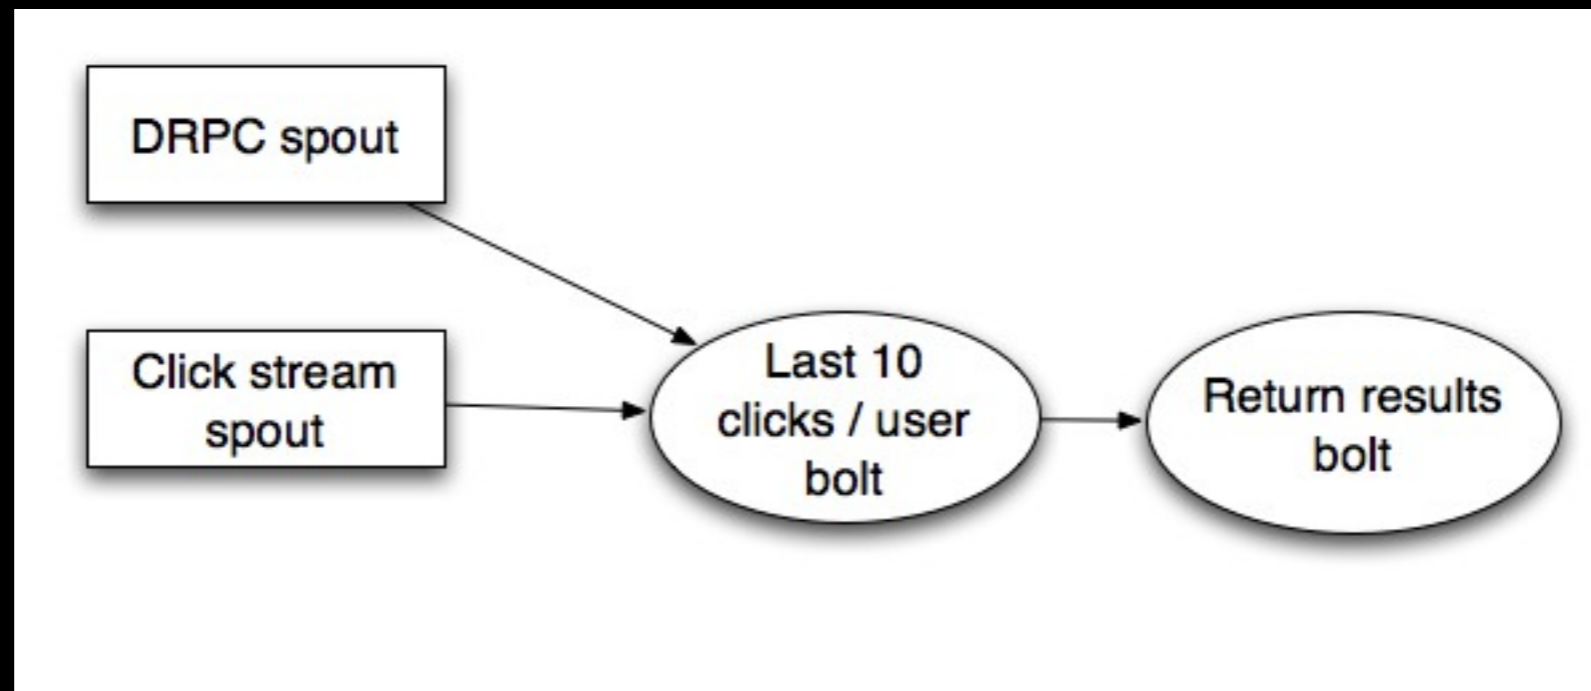 DRPC spout
Click stream
spout
Last 10
clicks / user
bolt
Return results
bolt